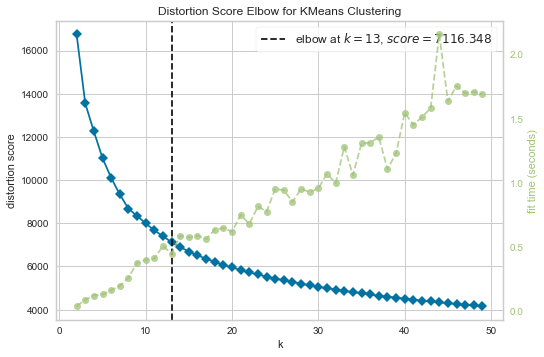 Distortion Score Elbow for KMeans Clustering
elbow at k = 13, score = 7116.348
distortion score
16000
14000
12000
10000
8000
6000
4000
fit time (seconds)
2.0
1.5
1.0
0.5
0.0
0 10 20 30 40 50
k